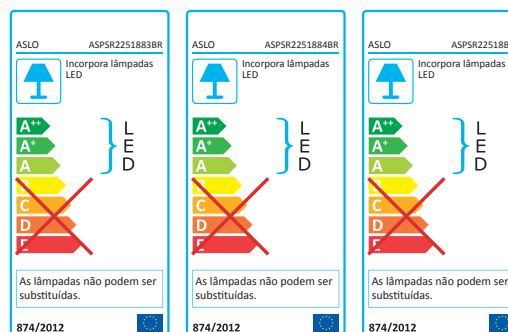 ASLO ASPSR2251883BR
Incorpora lâmpadas
LED
A++
A+
A
C
D
L
E
D
As lâmpadas não podem ser
substituídas.
874/2012
ASLO ASPSR2251884BR
Incorpora lâmpadas
LED
A++
A+
A
C
D
L
E
D
As lâmpadas não podem ser
substituídas.
874/2012
ASLO ASPSR22518
Incorpora lâmpadas
LED
A++
A+
A
C
D
L
E
D
As lâmpadas não podem ser
substituídas.
874/2012